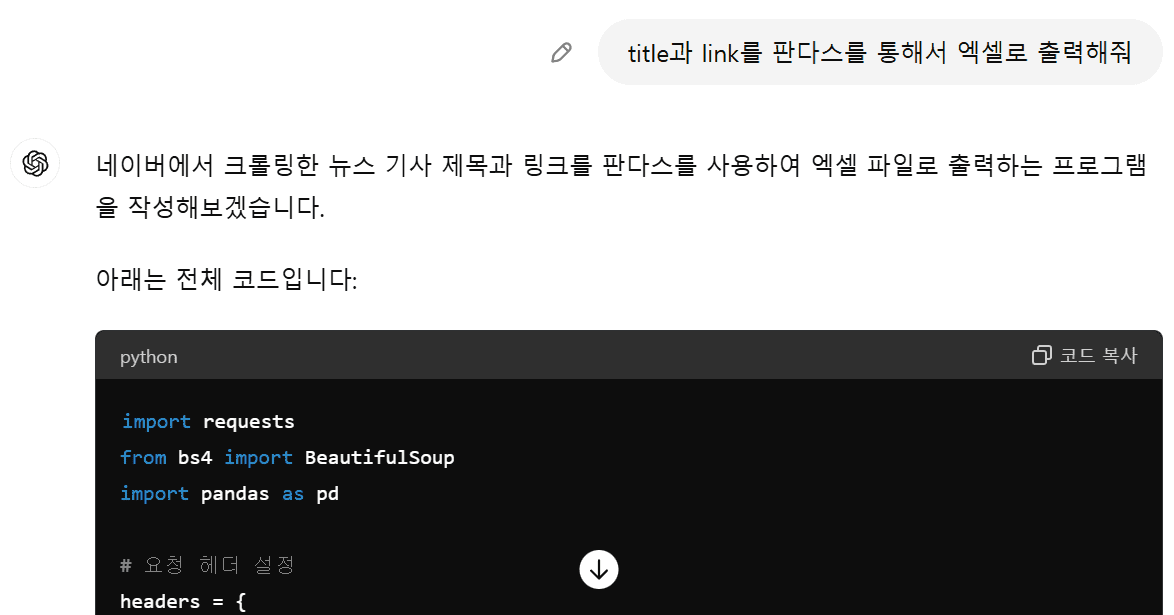 title과 link를 판다스를 통해서 엑셀로 출력해줘
네이버에서 크롤링한 뉴스 기사 제목과 링크를 판다스를 사용하여 엑셀 파일로 출력하는 프로그램
을 작성해보겠습니다.
아래는 전체 코드입니다:
python 코드 복사
import requests
from bs4 import BeautifulSoup
import pandas as pd
# 요청 헤더 설정
headers = {